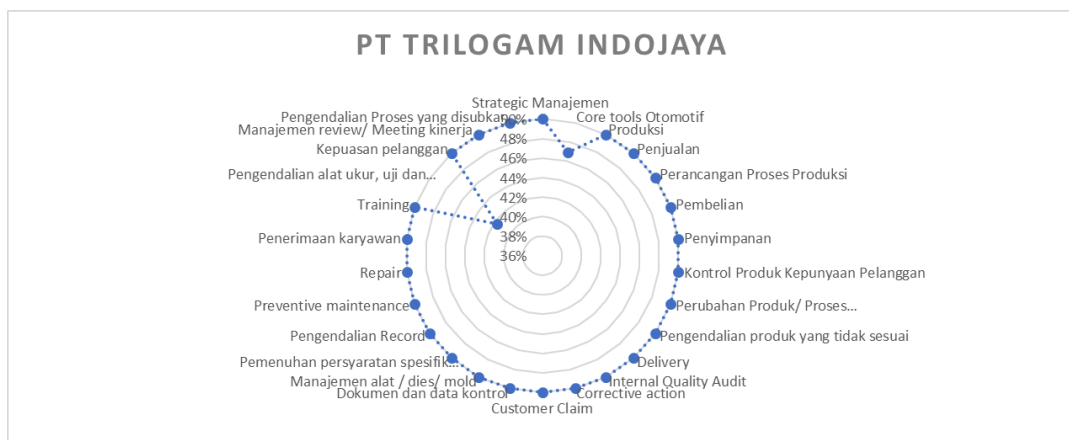 PT TRILOGAM INDOJAYA
Strategic Manajemen
Core tools Otomotif
Produksi
Penjualan
Perancangan Proses Produksi
Pembelian
Penyimpanan
Kontrol Produk Kepunyaan Pelanggan
Perubahan Produk/ Proses...
Pengendalian produk yang tidak sesuai
Delivery
Internal Quality Audit
Corrective action
Customer Claim
Dokumen dan data kontrol
Manajemen alat / dies/ mold
Pemenuhan persyaratan spesifik...
Pengendalian Record
Preventive maintenance
Repair
Penerimaan karyawan
Training
Pengendalian alat ukur, uji dan...
Kepuasan pelanggan
Manajemen review/ Meeting kinerja
Pengendalian Proses yang disubkan
50%
48%
46%
44%
42%
40%
38%
36%